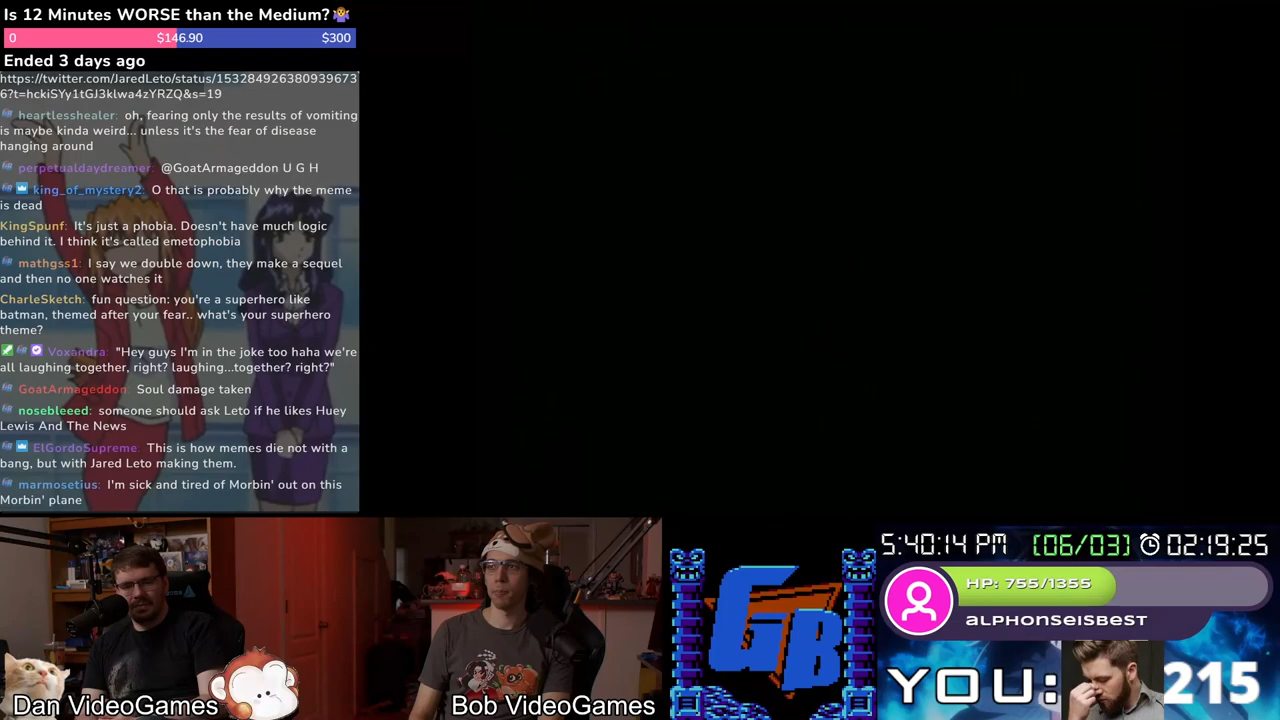 Is 12 Minutes WORSE than the Medium?🤷‍♀️
0 $146.90 $300
Ended 3 days ago
https://twitter.com/JaredLeto/status/153284926380939673
6?t=hckiSYy1tGJ3klwa4zYRZQ&s=19
heartlesshealer: oh, fearing only the results of vomiting
is maybe kinda weird... unless it's the fear of disease
hanging around
perpetualdaydreamer: @GoatArmageddon U G H
king_of_mystery2: O that is probably why the meme
is dead
KingSpunf: It's just a phobia. Doesn't have much logic
behind it. I think it's called emetophobia
mathgss1: I say we double down, they make a sequel
and then no one watches it
CharleSketch: fun question: you're a superhero like
batman, themed after your fear.. what's your superhero
theme?
Voxandra: "Hey guys I'm in the joke too haha we're
all laughing together, right? laughing...together? right?"
GoatArmageddon: Soul damage taken
nosebleeed: someone should ask Leto if he likes Huey
Lewis And The News
ElGordoSupreme: This is how memes die not with a
bang, but with Jared Leto making them.
marmosetius: I'm sick and tired of Morbin' out on this
Morbin' plane
Dan VideoGames
Bob VideoGames
GB
5:40:14 PM [06/03] 02:19:25
HP: 755/1355
ALPHONSEISBEST
YOU: 215